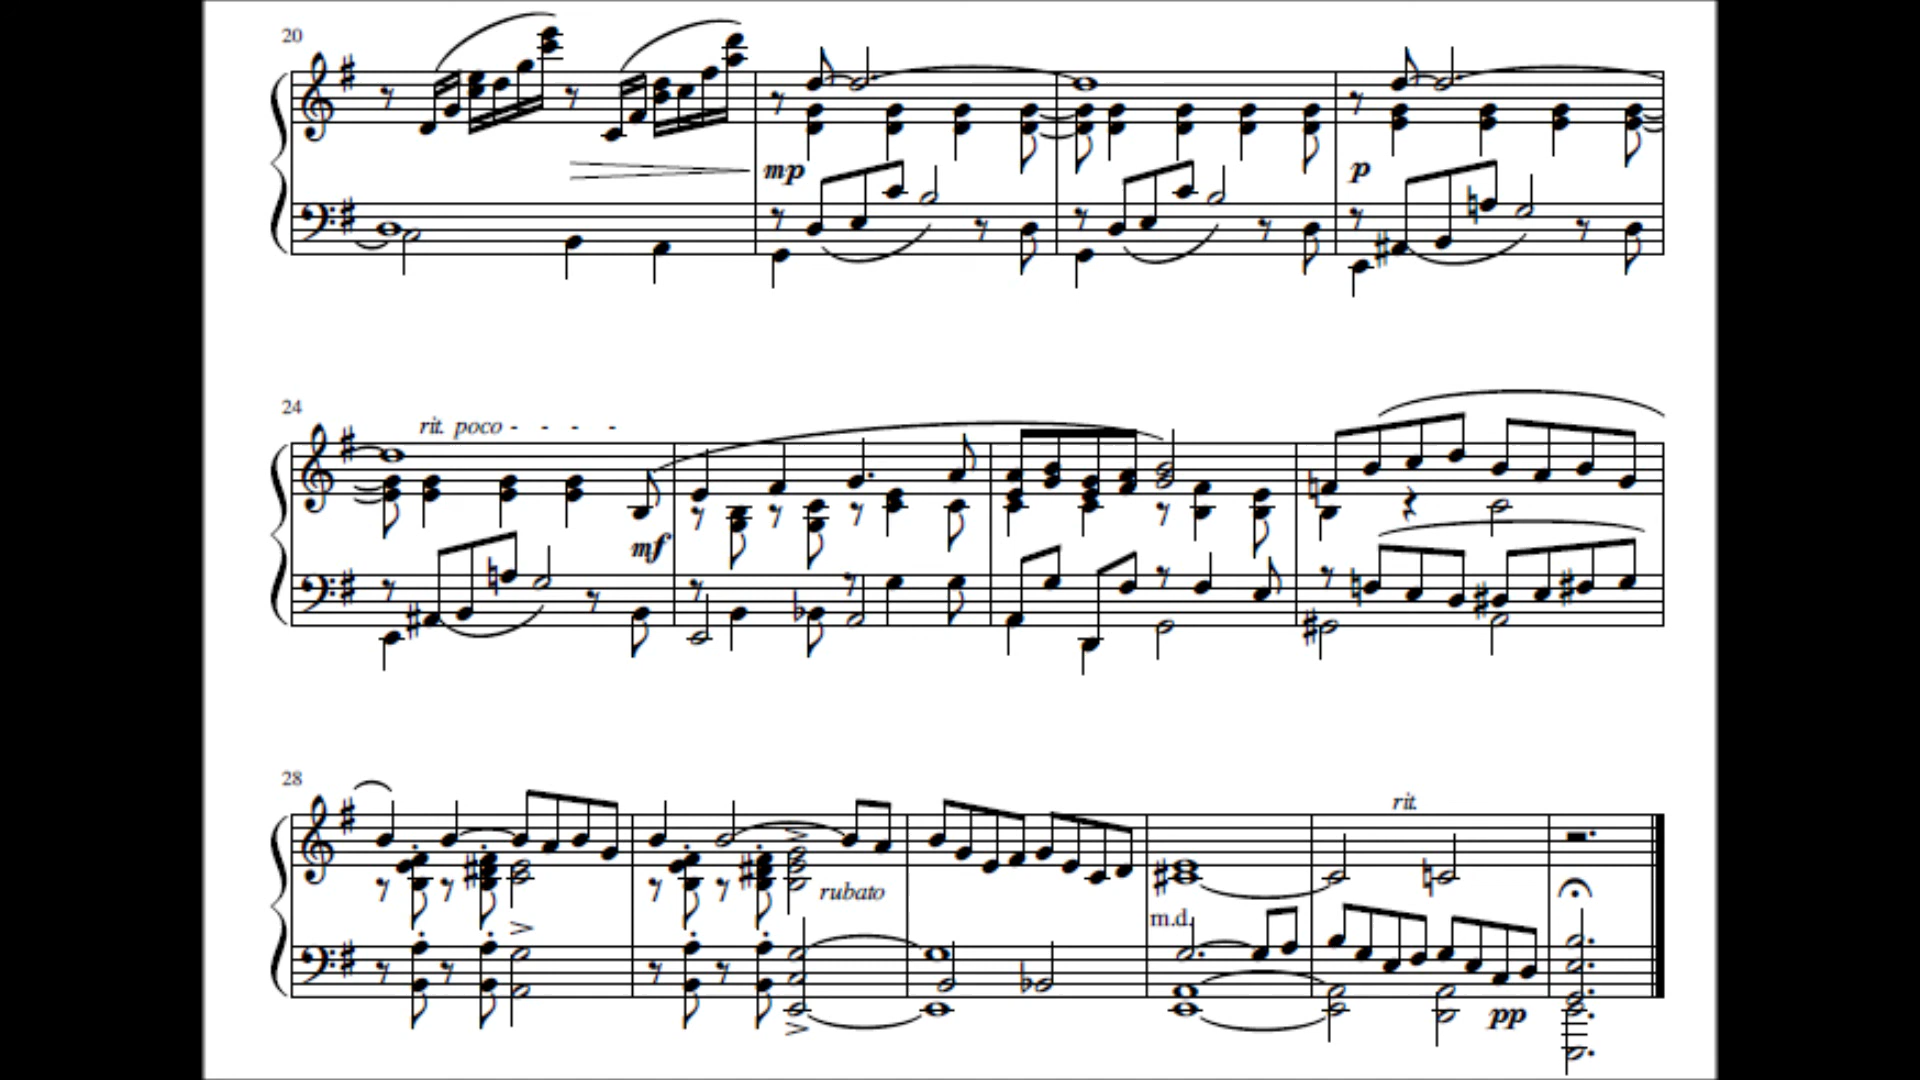 20
mp
p
24
rit. poco - - - -
mf
28
rubato
rit.
m.d.
pp